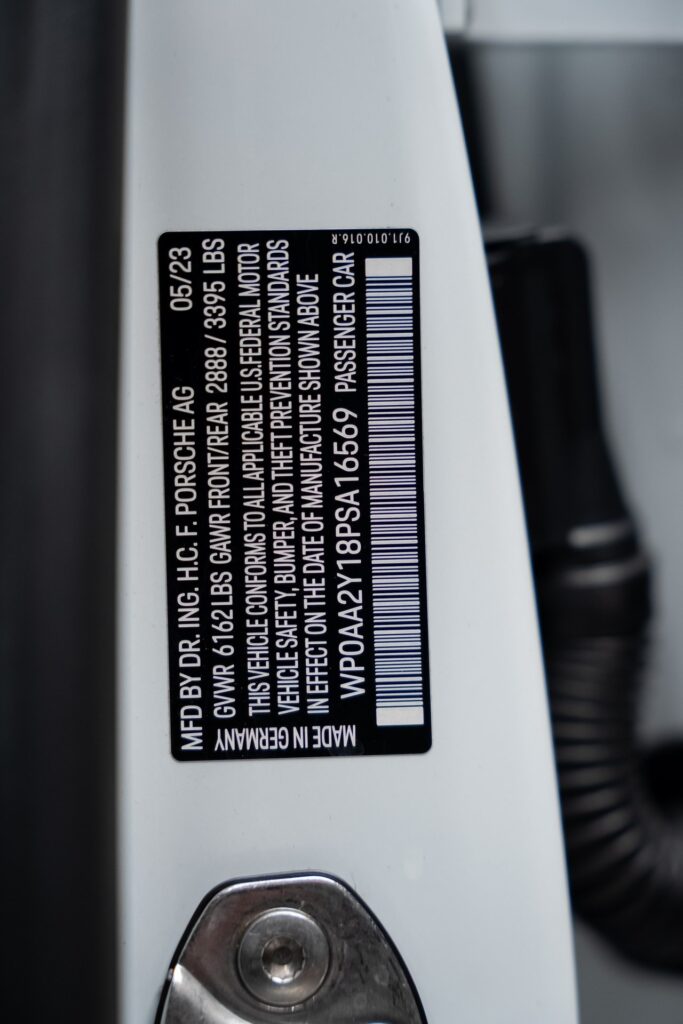 MFD BY DR. ING. H.C. F. PORSCHE AG 05/23
GVWR 6162 LBS GAWR FRONT/REAR 2888 / 3395 LBS
THIS VEHICLE CONFORMS TO ALL APPLICABLE U.S. FEDERAL MOTOR
VEHICLE SAFETY, BUMPER, AND THEFT PREVENTION STANDARDS
IN EFFECT ON THE DATE OF MANUFACTURE SHOWN ABOVE
WP0AA2Y18PSA16569 PASSENGER CAR
MADE IN GERMANY
9J1.010.016.R